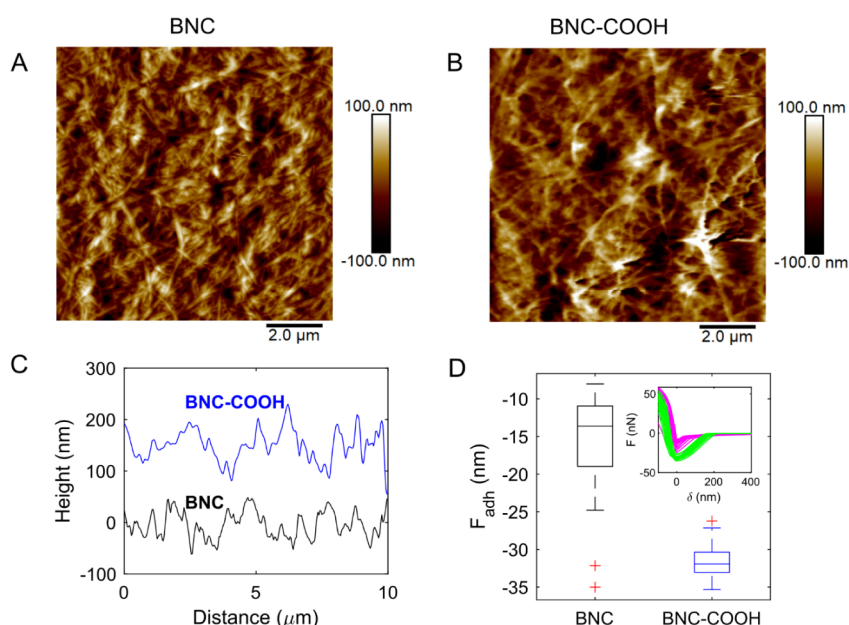 BNC
BNC-COOH
A
100.0 nm
-100.0 nm
2.0 µm
B
100.0 nm
-100.0 nm
2.0 µm
C
Height (nm)
300
200
100
0
-100
BNC-COOH
BNC
0
5
10
Distance (µm)
D
F_adh (nm)
-10
-15
-20
-25
-30
-35
BNC
BNC-COOH
F (nN)
50
0
-50
0
200
400
δ (nm)